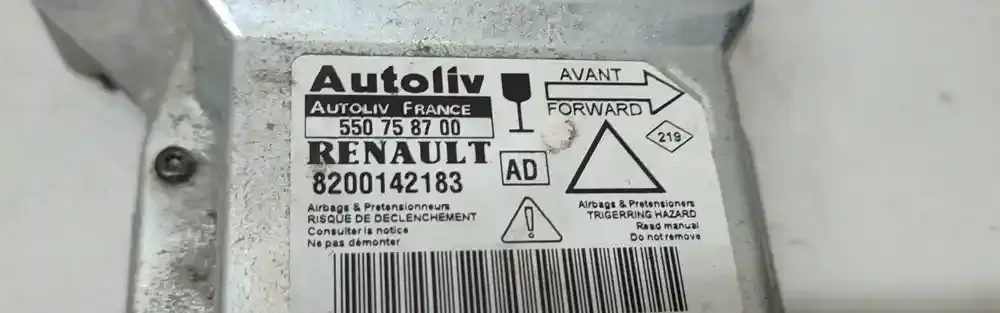 Autoliv
AUTOLIV FRANCE
550 75 87 00
RENAULT
8200142183
AVANT
FORWARD
219
AD
Airbags & Pretensionneurs
RISQUE DE DECLENCHEMENT
Consulter la notice
Ne pas démonter
Airbags & Pretensioners
TRIGERRING HAZARD
Read manual
Do not remove